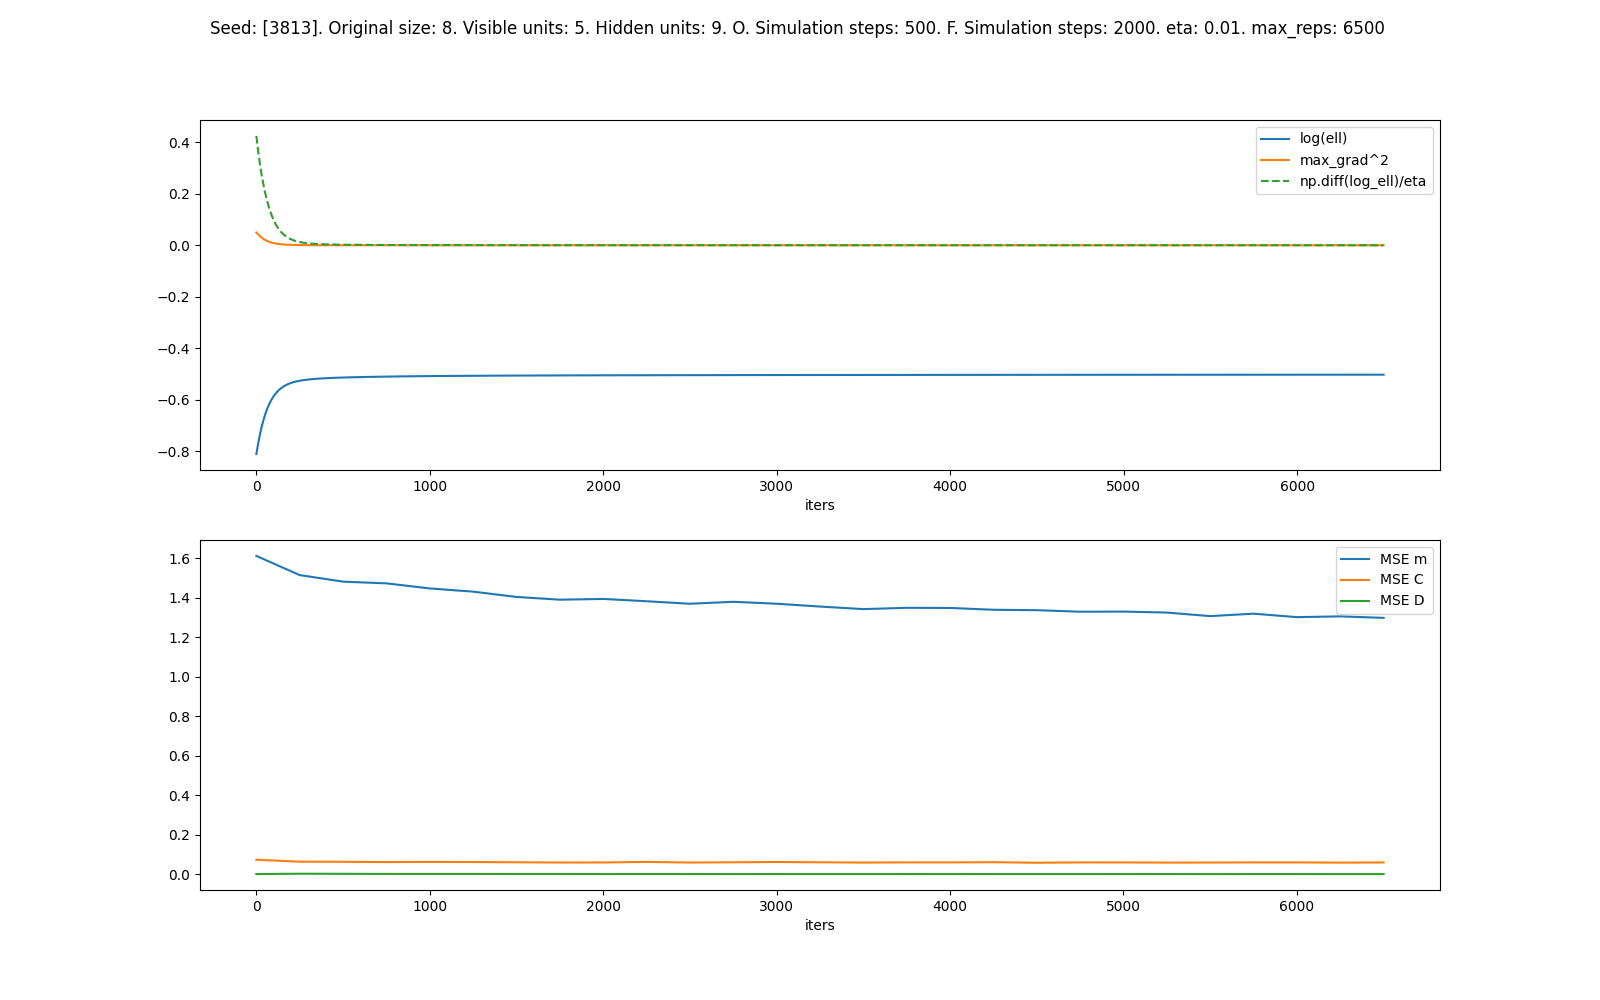 Seed: [3813]. Original size: 8. Visible units: 5. Hidden units: 9. O. Simulation steps: 500. F. Simulation steps: 2000. eta: 0.01. max_reps: 6500
log(ell)
max_grad^2
np.diff(log_ell)/eta
0.4
0.2
0.0
−0.2
−0.4
−0.6
−0.8
0 1000 2000 3000 4000 5000 6000
iters
MSE m
MSE C
MSE D
1.6
1.4
1.2
1.0
0.8
0.6
0.4
0.2
0.0
0 1000 2000 3000 4000 5000 6000
iters